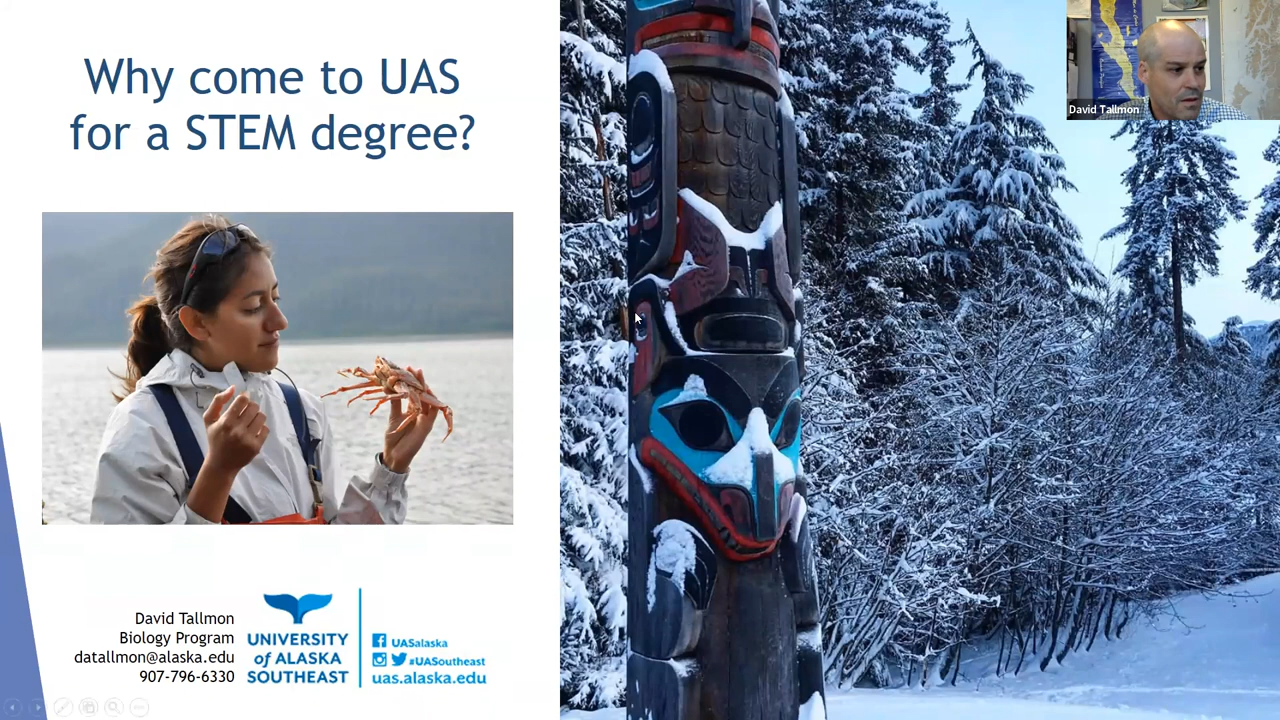 Why come to UAS
for a STEM degree?
David Tallmon
David Tallmon
Biology Program
datallmon@alaska.edu
907-796-6330
UNIVERSITY
of ALASKA
SOUTHEAST
UASalaska
#UASoutheast
uas.alaska.edu